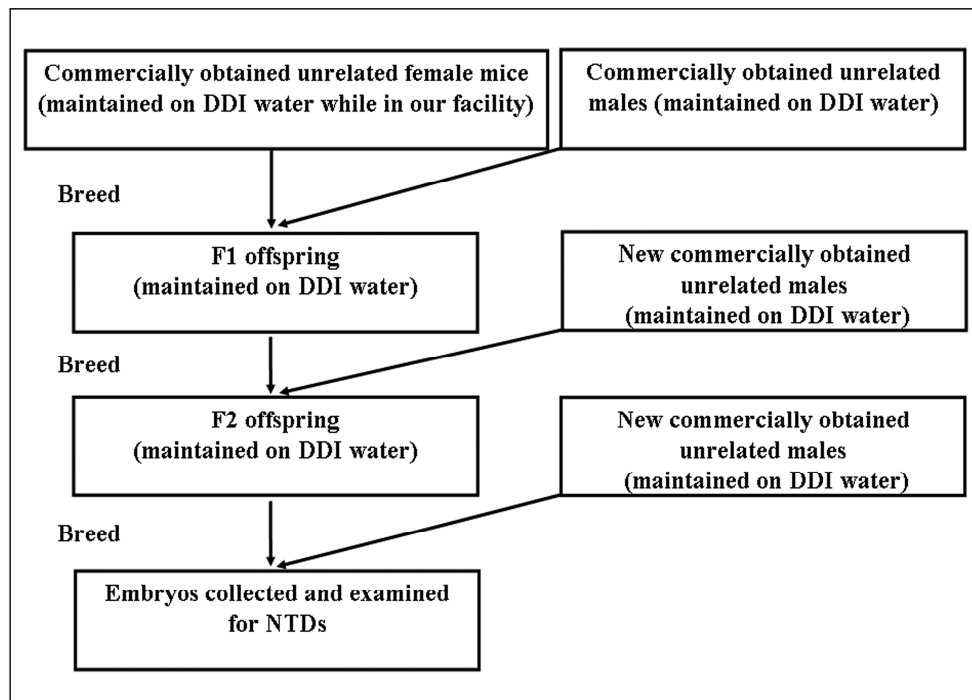 Commercially obtained unrelated female mice
(maintained on DDI water while in our facility)
Commercially obtained unrelated
males (maintained on DDI water)
Breed
F1 offspring
(maintained on DDI water)
New commercially obtained
unrelated males
(maintained on DDI water)
Breed
F2 offspring
(maintained on DDI water)
New commercially obtained
unrelated males
(maintained on DDI water)
Breed
Embryos collected and examined
for NTDs